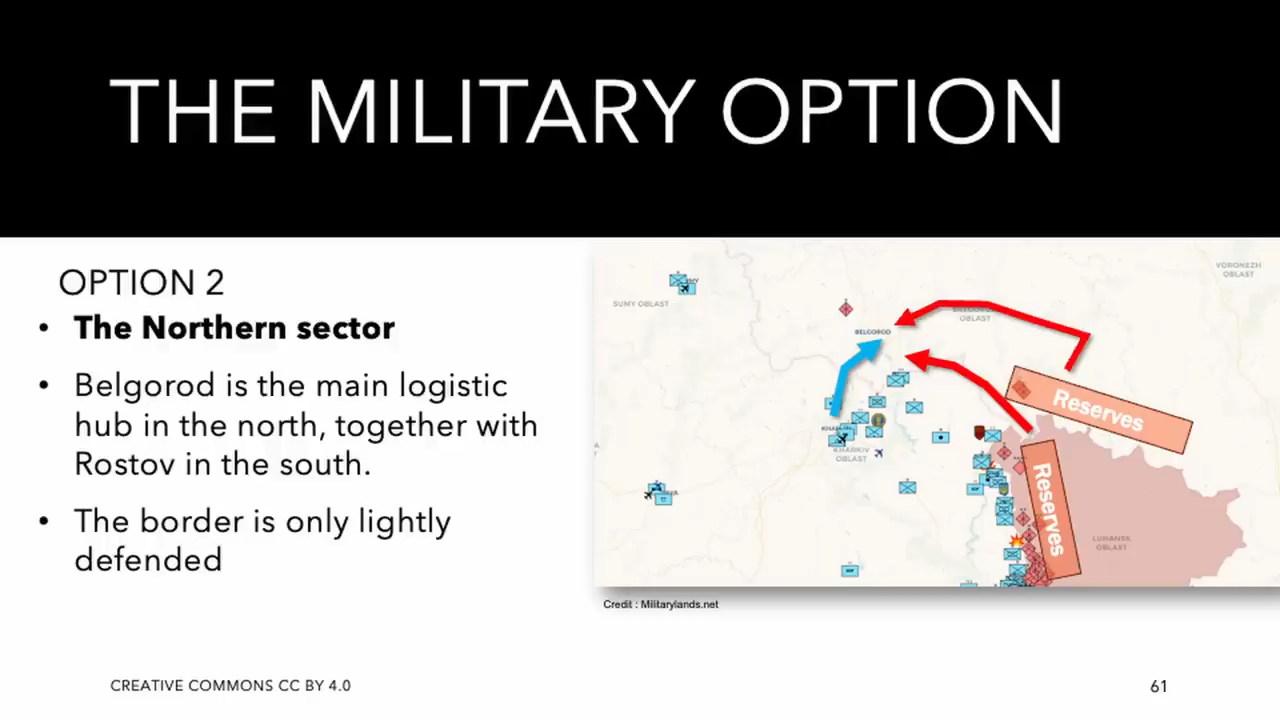 THE MILITARY OPTION
OPTION 2
• The Northern sector
• Belgorod is the main logistic
hub in the north, together with
Rostov in the south.
• The border is only lightly
defended
SUMY OBLAST
VORONEZH
OBLAST
BELGOROD
OBLAST
Reserves
KHARKIV
OBLAST
Reserves
LUHANSK
OBLAST
Credit : Militarylands.net
CREATIVE COMMONS CC BY 4.0
61